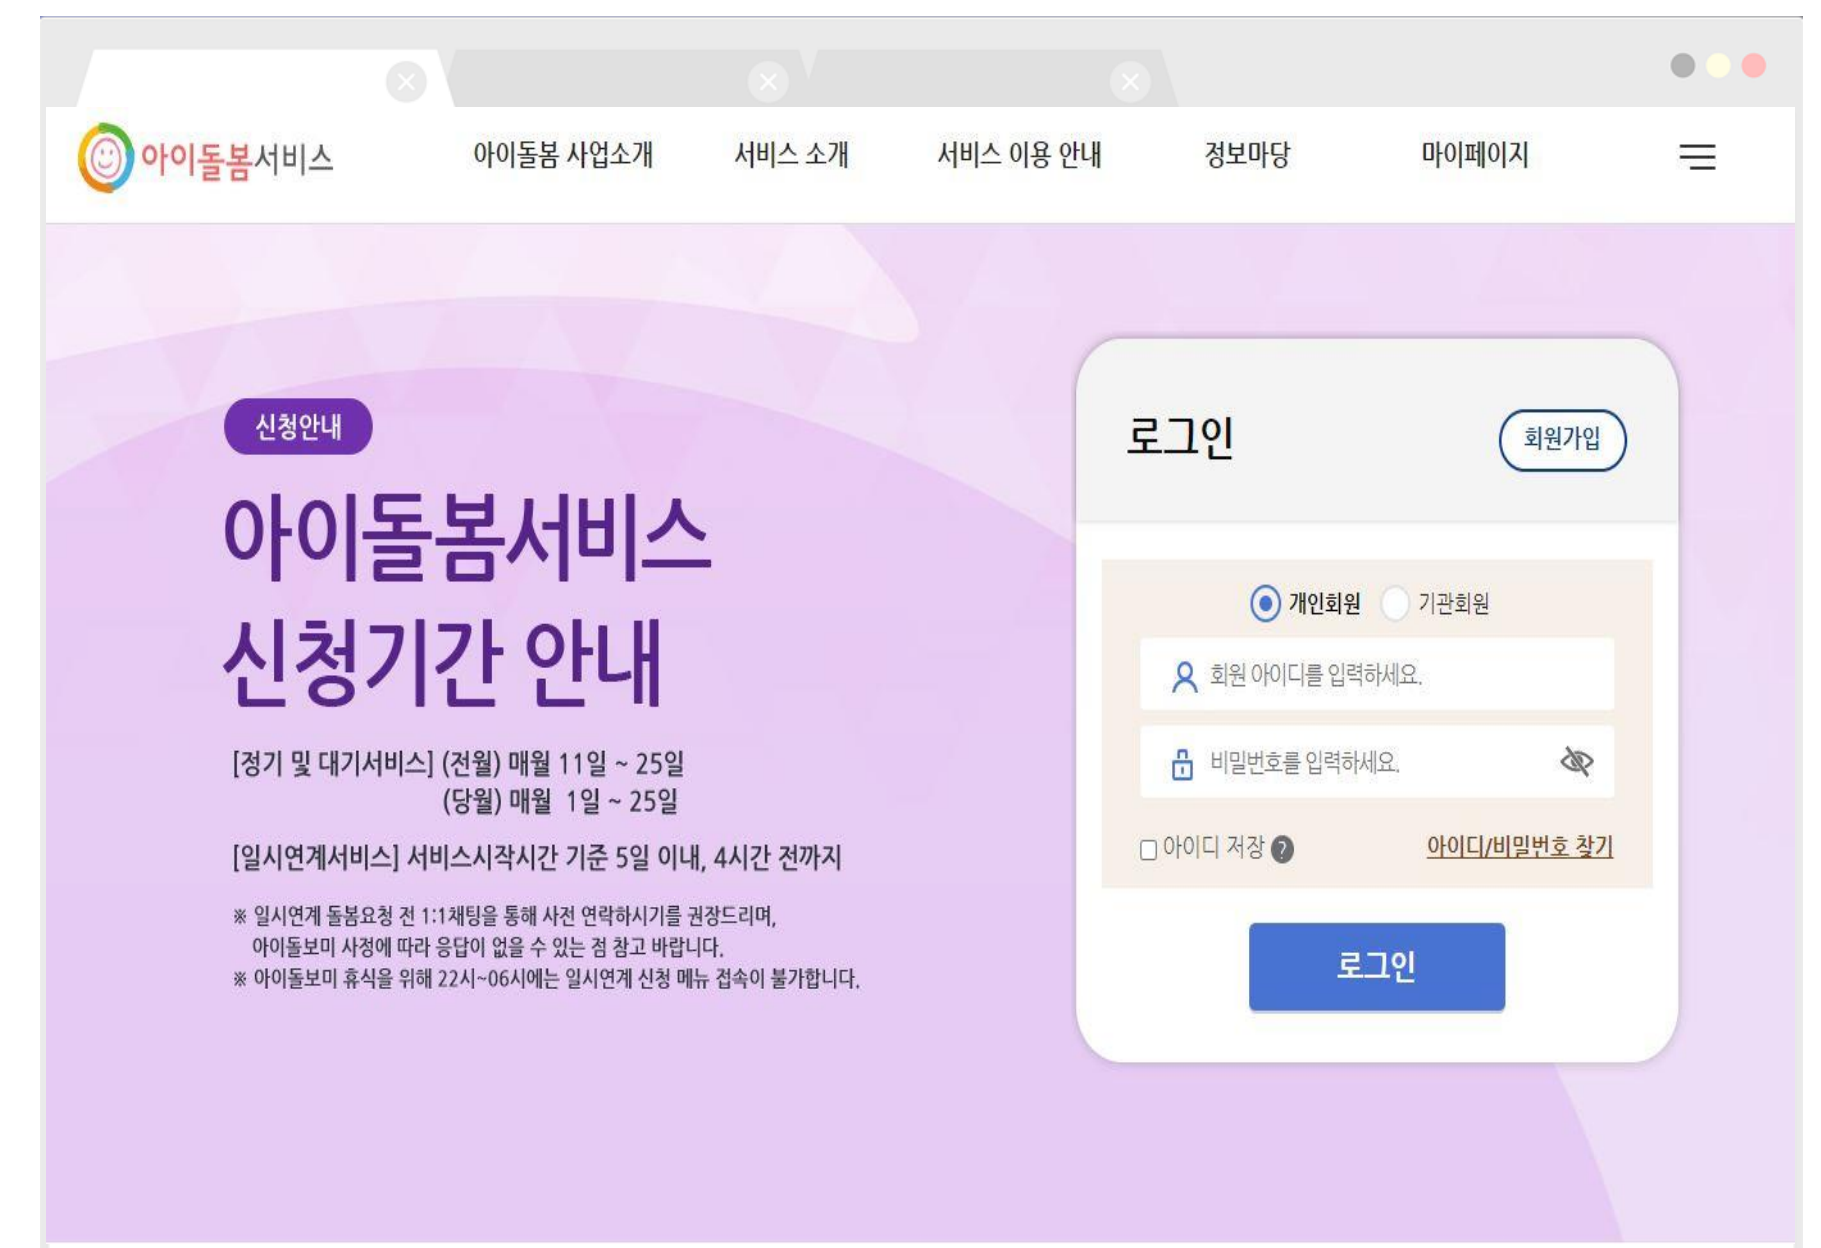 아이돌봄서비스
아이돌봄 사업소개 서비스 소개 서비스 이용 안내 정보마당 마이페이지
신청안내
아이돌봄서비스
신청기간 안내
[정기 및 대기서비스] (전월) 매월 11일 ~ 25일
(당월) 매월 1일 ~ 25일
[일시연계서비스] 서비스시작시간 기준 5일 이내, 4시간 전까지
※ 일시연계 돌봄요청 전 1:1채팅을 통해 사전 연락하시기를 권장드리며,
아이돌보미 사정에 따라 응답이 없을 수 있는 점 참고 바랍니다.
※ 아이돌보미 휴식을 위해 22시~06시에는 일시연계 신청 메뉴 접속이 불가합니다.
로그인 회원가입
개인회원 기관회원
회원 아이디를 입력하세요.
비밀번호를 입력하세요.
아이디 저장 ? 아이디/비밀번호 찾기
로그인